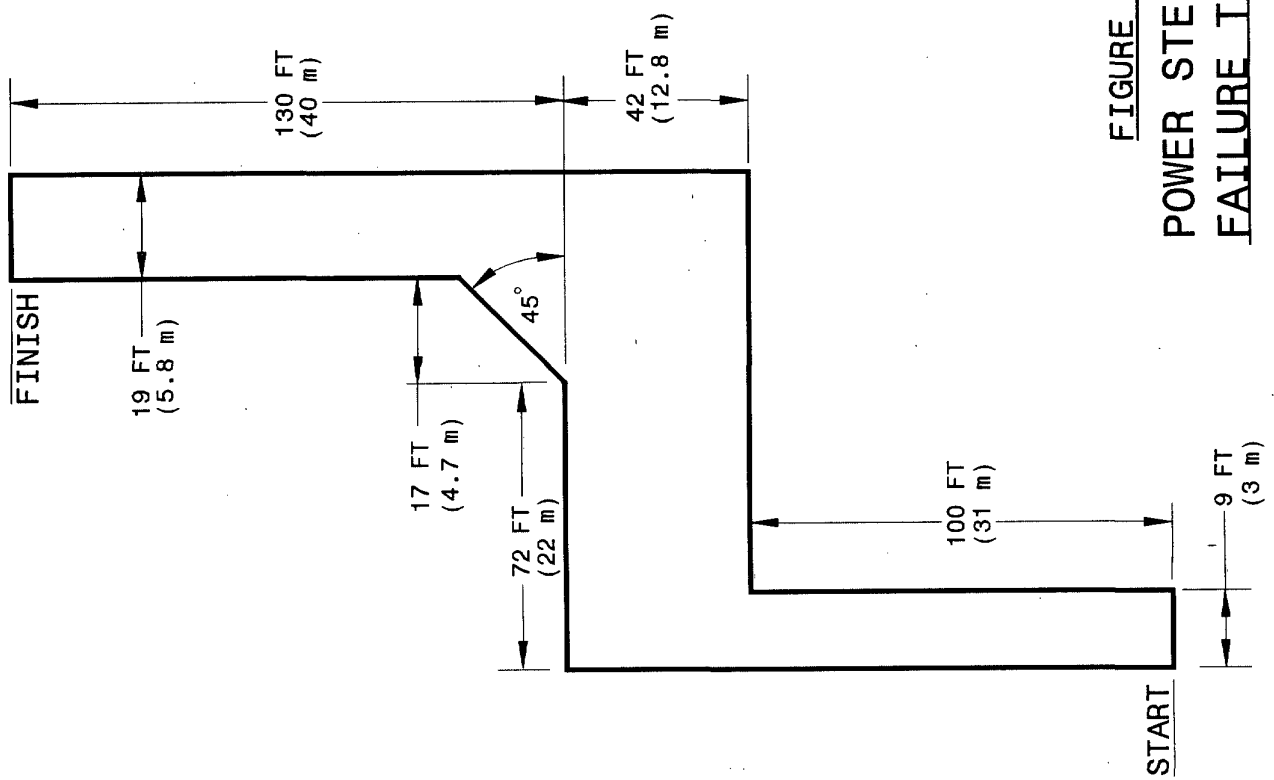 FINISH
130 FT
(40 m)
19 FT
(5.8 m)
42 FT
(12.8 m)
45°
17 FT
(4.7 m)
72 FT
(22 m)
100 FT
(31 m)
9 FT
(3 m)
START
FIGURE
POWER STE
FAILURE I